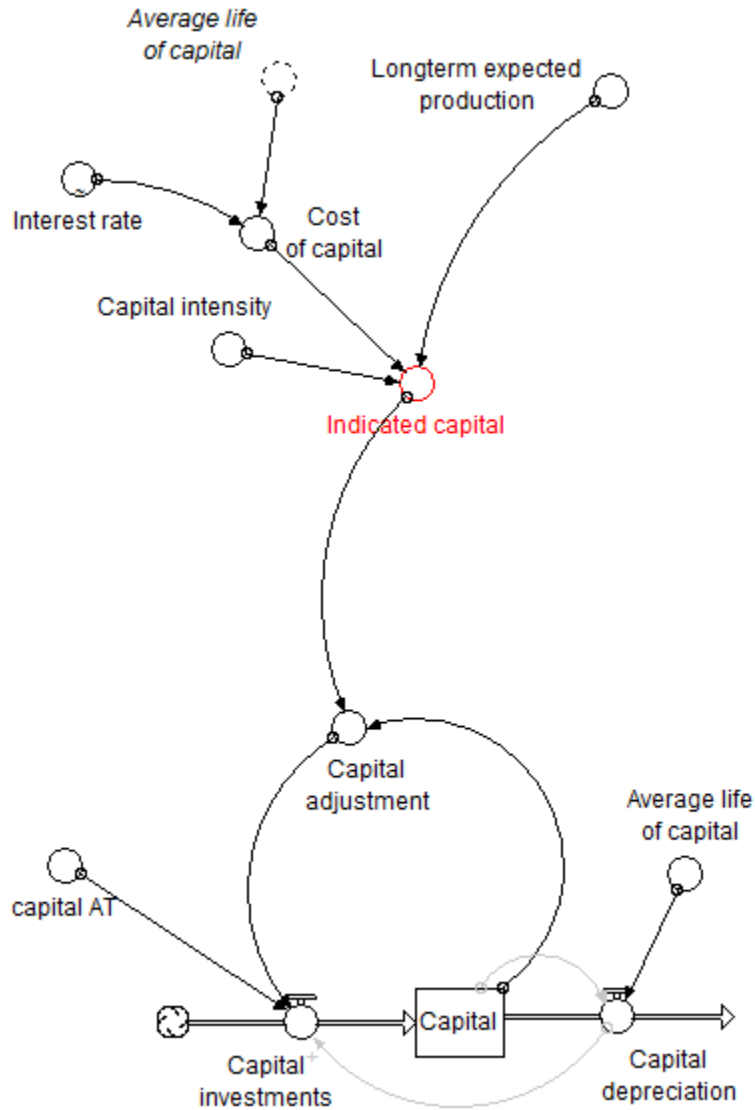 Average life
of capital
Longterm expected
production
Interest rate
Cost
of capital
Capital intensity
Indicated capital
Capital
adjustment
Average life
of capital
capital AT
Capital
Capital
investments
Capital
depreciation